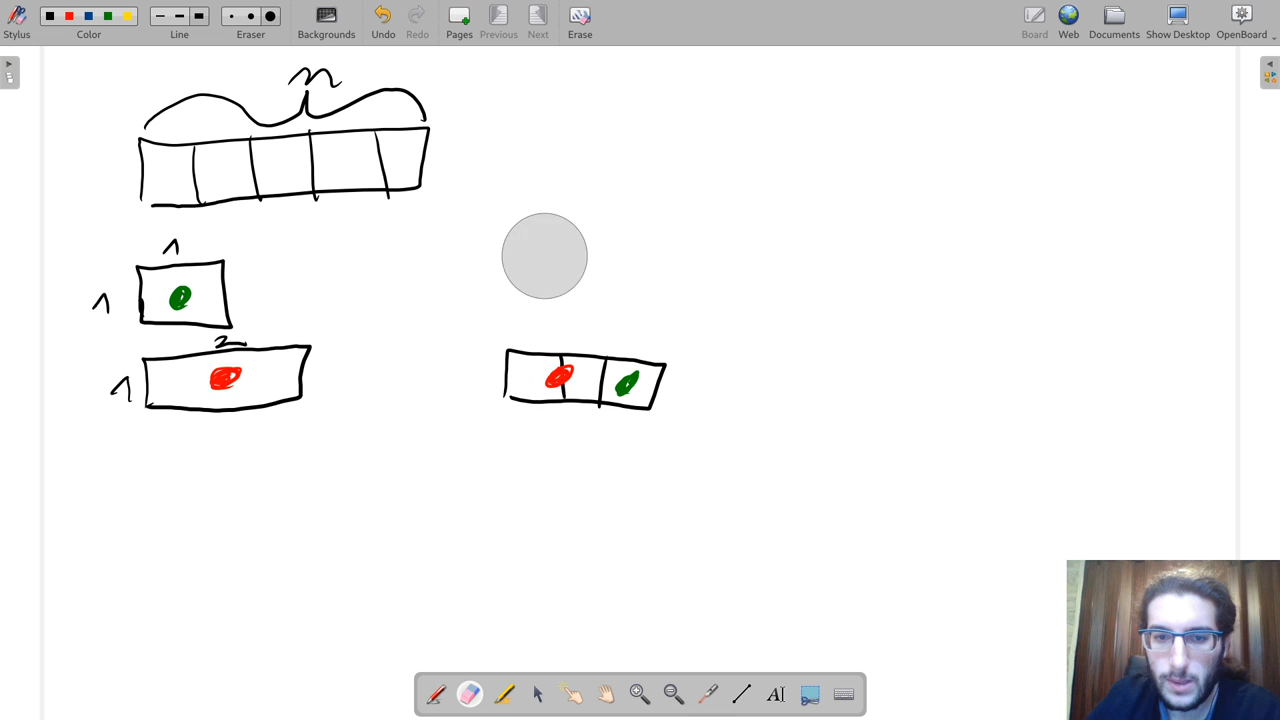 Stylus Color Line Eraser Backgrounds Undo Redo Pages Previous Next Erase Board Web Documents Show Desktop OpenBoard
n
1
1
2
1